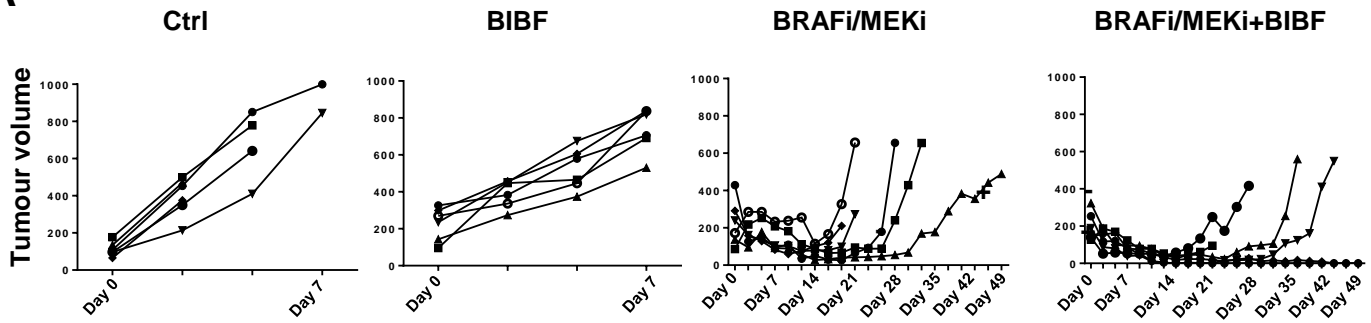 Ctrl
BIBF
BRAFi/MEKi
BRAFi/MEKi+BIBF
Tumour volume
1000
800
600
400
200
0
Day 0
Day 7
1000
800
600
400
200
0
Day 0
Day 7
1000
800
600
400
200
0
Day 0
Day 7
Day 14
Day 21
Day 28
Day 35
Day 42
Day 49
1000
800
600
400
200
0
Day 0
Day 7
Day 14
Day 21
Day 28
Day 35
Day 42
Day 49